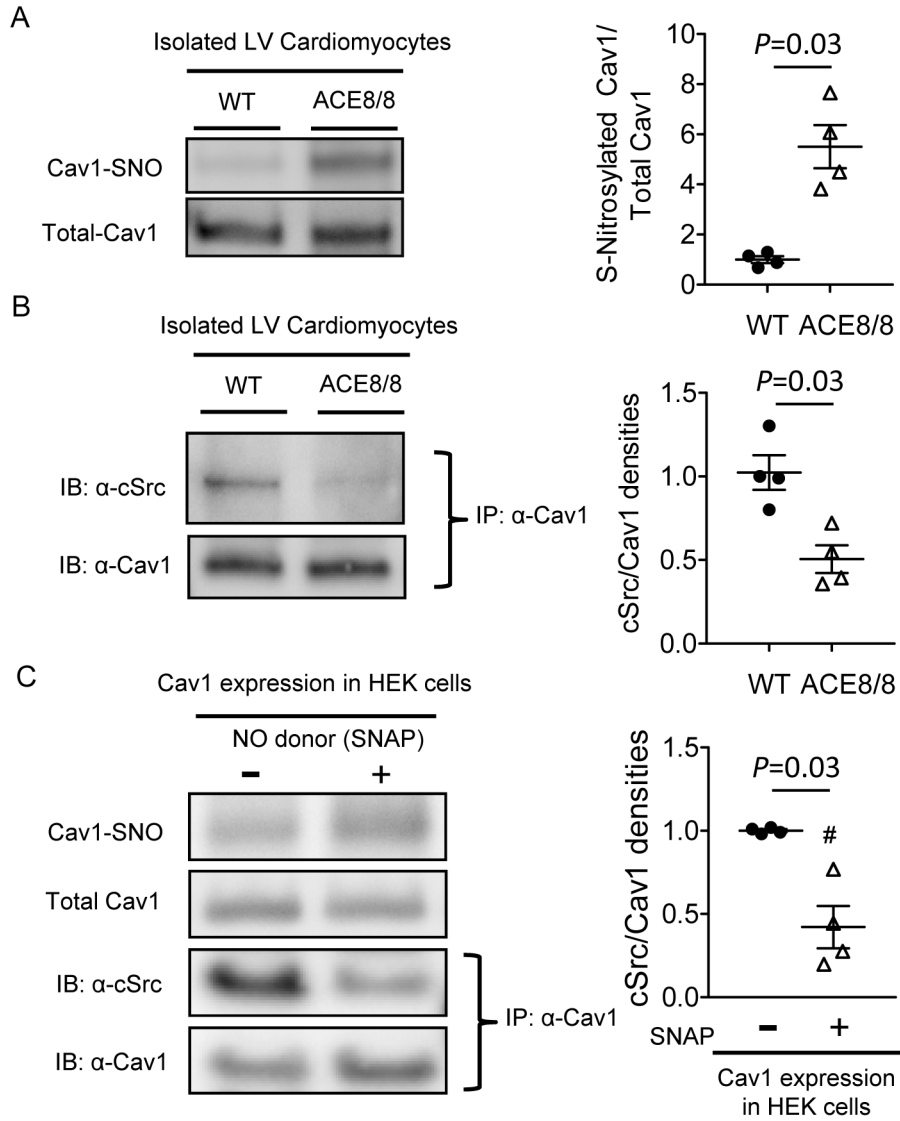 A
Isolated LV Cardiomyocytes
WT ACE8/8
Cav1-SNO
Total-Cav1
S-Nitrosylated Cav1/
Total Cav1
10
8
6
4
2
0
P=0.03
WT ACE8/8
B
Isolated LV Cardiomyocytes
WT ACE8/8
IB: α-cSrc
IB: α-Cav1
IP: α-Cav1
cSrc/Cav1 densities
1.5
1.0
0.5
0.0
P=0.03
WT ACE8/8
C
Cav1 expression in HEK cells
NO donor (SNAP)
- +
Cav1-SNO
Total Cav1
IB: α-cSrc
IB: α-Cav1
IP: α-Cav1
cSrc/Cav1 densities
1.5
1.0
0.5
0.0
P=0.03
#
SNAP - +
Cav1 expression
in HEK cells